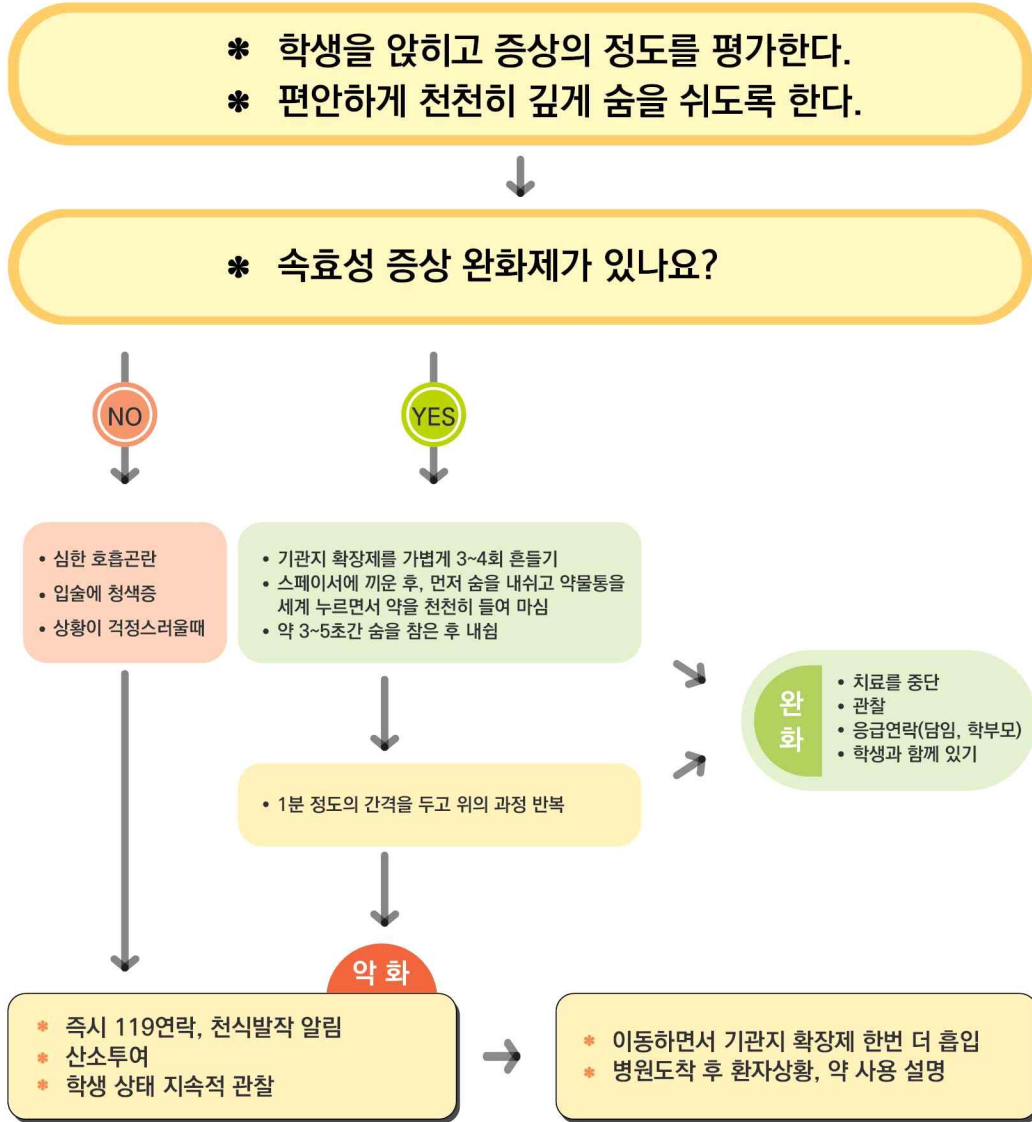 ✽ 학생을 앉히고 증상의 정도를 평가한다.
✽ 편안하게 천천히 깊게 숨을 쉬도록 한다.
✽ 속효성 증상 완화제가 있나요?
NO
YES
• 심한 호흡곤란
• 입술에 청색증
• 상황이 걱정스러울때
• 기관지 확장제를 가볍게 3~4회 흔들기
• 스페이서에 끼운 후, 먼저 숨을 내쉬고 약물통을
세계 누르면서 약을 천천히 들여 마심
• 약 3~5초간 숨을 참은 후 내쉼
완화
• 치료를 중단
• 관찰
• 응급연락(담임, 학부모)
• 학생과 함께 있기
• 1분 정도의 간격을 두고 위의 과정 반복
악 화
✽ 즉시 119연락, 천식발작 알림
✽ 산소투여
✽ 학생 상태 지속적 관찰
✽ 이동하면서 기관지 확장제 한번 더 흡입
✽ 병원도착 후 환자상황, 약 사용 설명